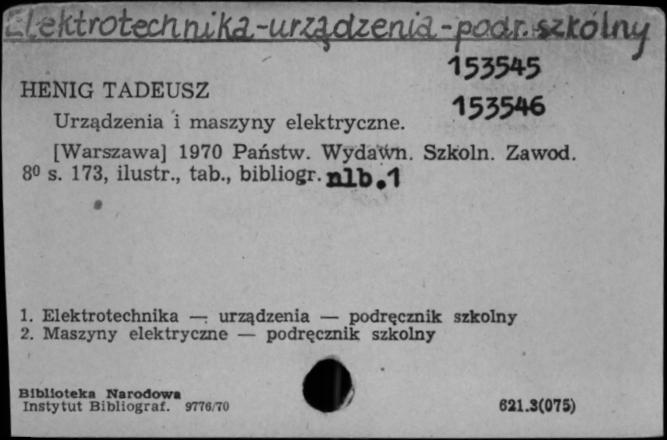 Elektrotechnika-urządzenia-podr. szkolny
153545
HENIG TADEUSZ
153546
Urządzenia i maszyny elektryczne.
[Warszawa] 1970 Państw. Wydawn. Szkoln. Zawod.
8⁰ s. 173, ilustr., tab., bibliogr. nlb.1
1. Elektrotechnika — urządzenia — podręcznik szkolny
2. Maszyny elektryczne — podręcznik szkolny
Biblioteka Narodowa
Instytut Bibliograf. 9776/70
621.3(075)